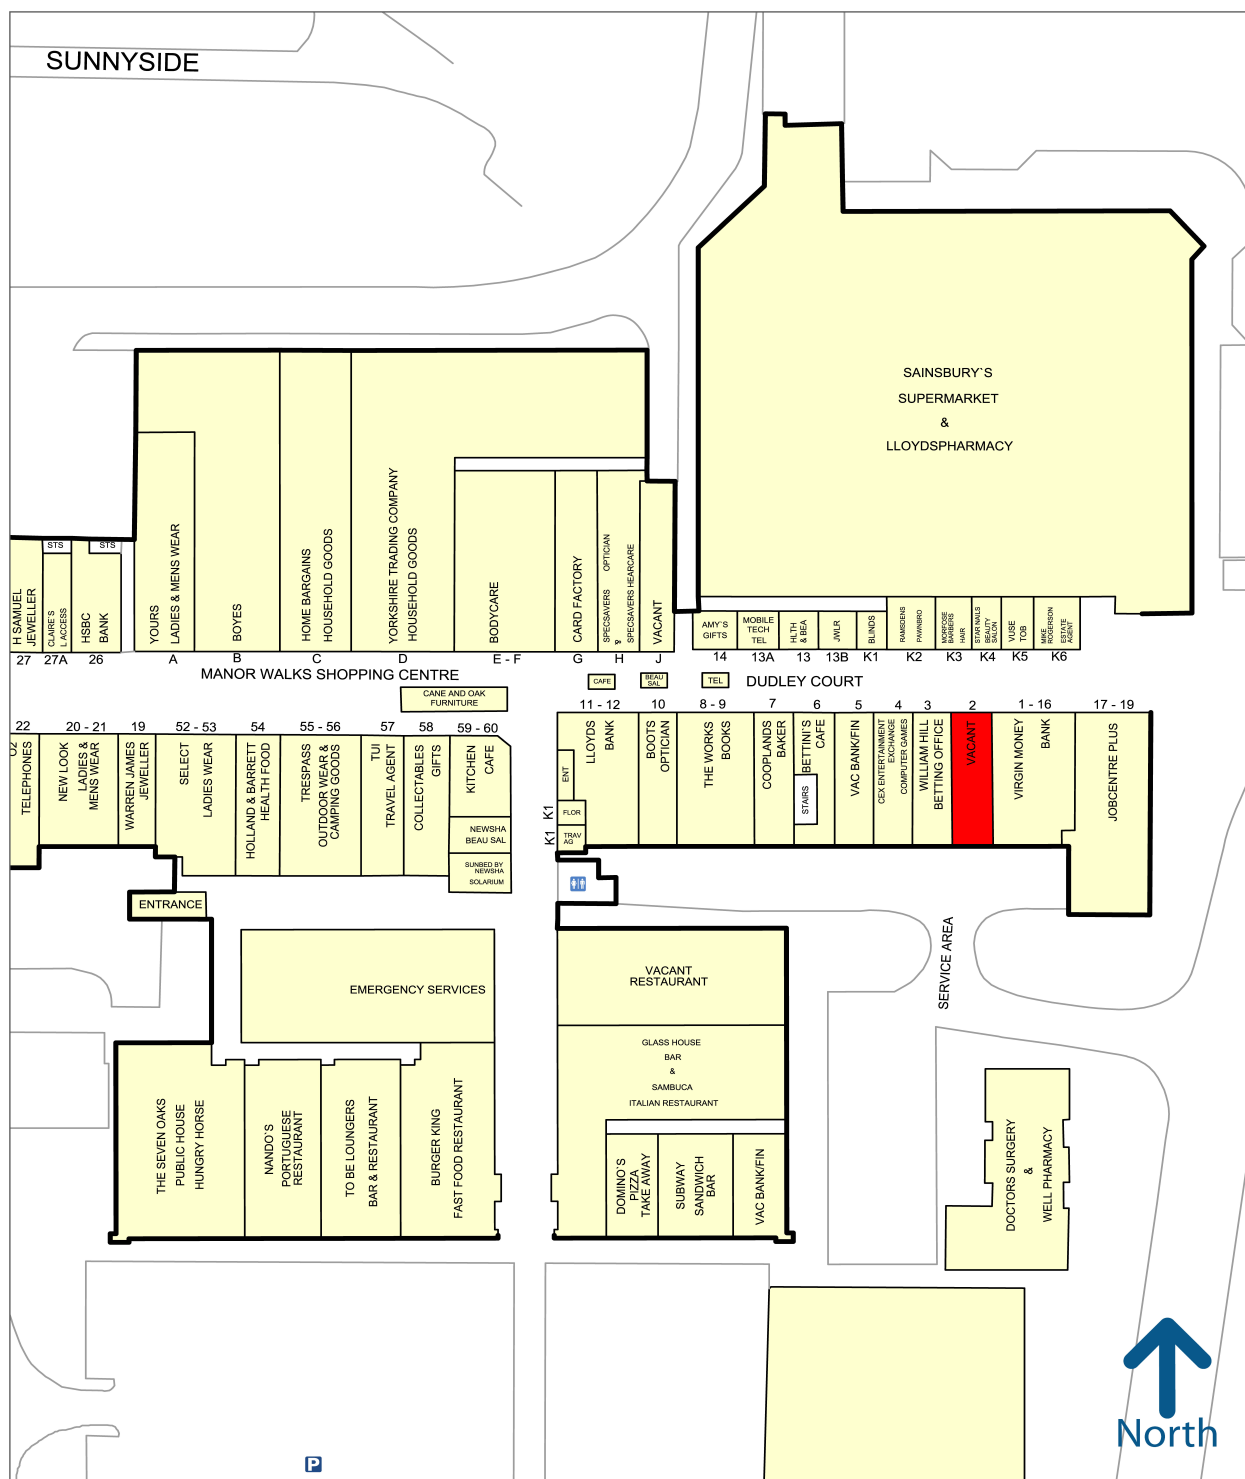 SUNNYSIDE
SAINSBURY`S
SUPERMARKET
&
LLOYDSPHARMACY
H SAMUEL
JEWELLER
27
STS
CLAIRE'S
L ACCESS
27A
STS
HSBC
BANK
26
YOURS
LADIES & MENS WEAR
A
BOYES
B
HOME BARGAINS
HOUSEHOLD GOODS
C
YORKSHIRE TRADING COMPANY
HOUSEHOLD GOODS
D
BODYCARE
E - F
CARD FACTORY
G
SPECSAVERS OPTICIAN
&
SPECSAVERS HEARCARE
H
VACANT
J
AMY`S
GIFTS
14
MOBILE
TECH
TEL
13A
HLTH
& BEA
13
JWLR
13B
BLINDS
K1
RAMSDENS
PAWNBRO
K2
MORFOSE
BARBERS
HAIR
K3
STAR NAILS
BEAUTY
SALON
K4
VUSE
TOB
K5
MIKE
ROGERSON
ESTATE
AGENT
K6
MANOR WALKS SHOPPING CENTRE
CAFE
BEAU
SAL
TEL
DUDLEY COURT
CANE AND OAK
FURNITURE
22
TELEPHONES
20 - 21
NEW LOOK
LADIES &
MENS WEAR
19
WARREN JAMES
JEWELLER
52 - 53
SELECT
LADIES WEAR
54
HOLLAND & BARRETT
HEALTH FOOD
55 - 56
TRESPASS
OUTDOOR WEAR &
CAMPING GOODS
57
TUI
TRAVEL AGENT
58
COLLECTABLES
GIFTS
59 - 60
KITCHEN
CAFE
NEWSHA
BEAU SAL
SUNBED BY
NEWSHA
SOLARIUM
11 - 12
LLOYDS
BANK
ENT
K1
FLOR
K1
TRAV
AG
10
BOOTS
OPTICIAN
8 - 9
THE WORKS
BOOKS
7
COOPLANDS
BAKER
6
BETTINI'S
CAFE
STAIRS
5
VAC BANK/FIN
4
CEX ENTERTAINMENT
EXCHANGE
COMPUTER GAMES
3
WILLIAM HILL
BETTING OFFICE
2
VACANT
1 - 16
VIRGIN MONEY
BANK
17 - 19
JOBCENTRE PLUS
ENTRANCE
EMERGENCY SERVICES
VACANT
RESTAURANT
SERVICE AREA
GLASS HOUSE
BAR
&
SAMBUCA
ITALIAN RESTAURANT
THE SEVEN OAKS
PUBLIC HOUSE
HUNGRY HORSE
NANDO'S
PORTUGUESE
RESTAURANT
TO BE LOUNGERS
BAR & RESTAURANT
BURGER KING
FAST FOOD RESTAURANT
DOMINO`S
PIZZA
TAKE AWAY
SUBWAY
SANDWICH
BAR
VAC BANK/FIN
DOCTORS SURGERY
&
WELL PHARMACY
P
North